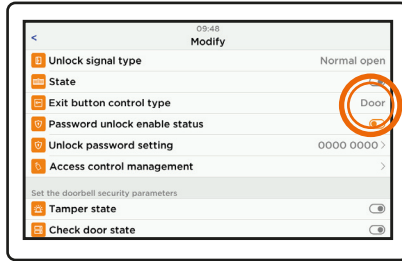 09:48
<
Modify
Unlock signal type Normal open
State
Exit button control type Door
Password unlock enable status
Unlock password setting 0000 0000 >
Access control management >
Set the doorbell security parameters
Tamper state
Check door state